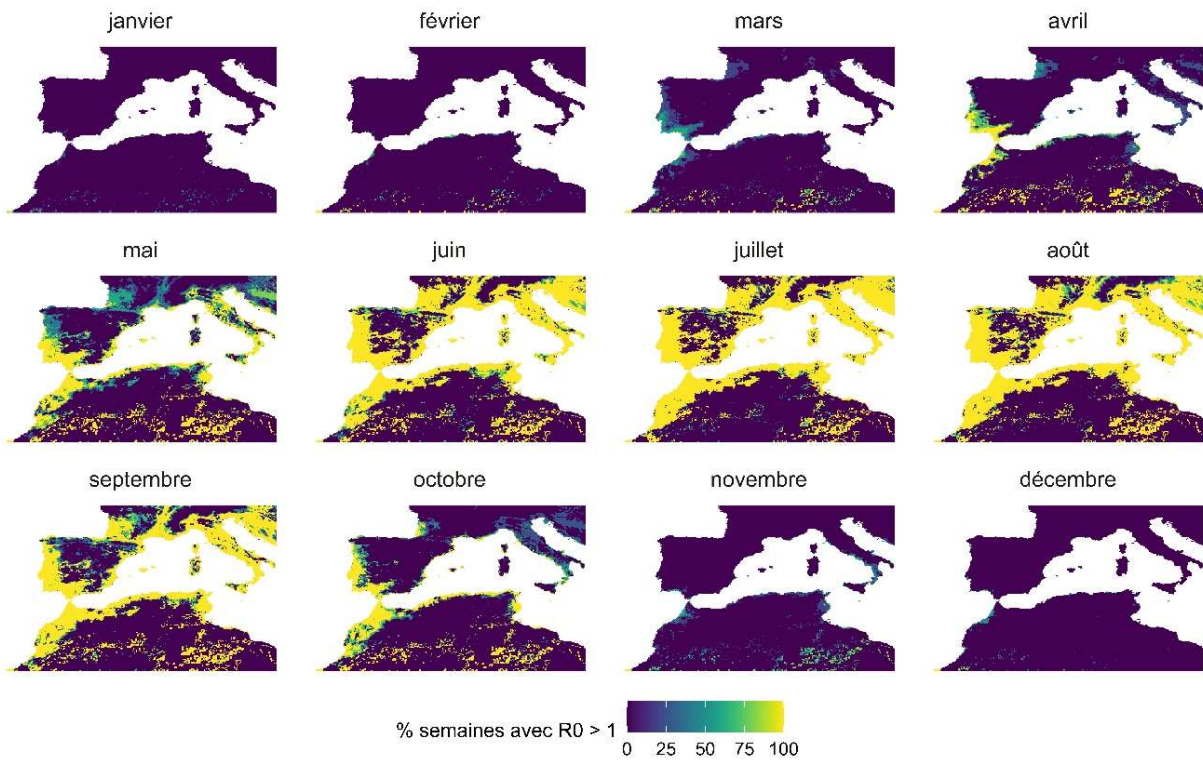 janvier février mars avril
mai juin juillet août
septembre octobre novembre décembre
% semaines avec R0 > 1
0 25 50 75 100